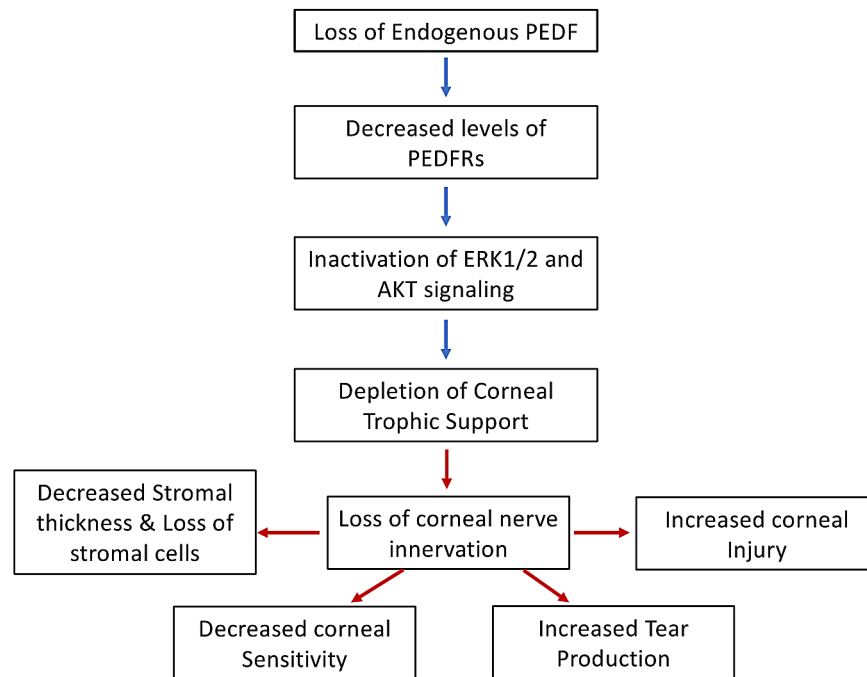 Loss of Endogenous PEDF
Decreased levels of
PEDFRs
Inactivation of ERK1/2 and
AKT signaling
Depletion of Corneal
Trophic Support
Decreased Stromal
thickness & Loss of
stromal cells
Loss of corneal nerve
innervation
Increased corneal
Injury
Decreased corneal
Sensitivity
Increased Tear
Production